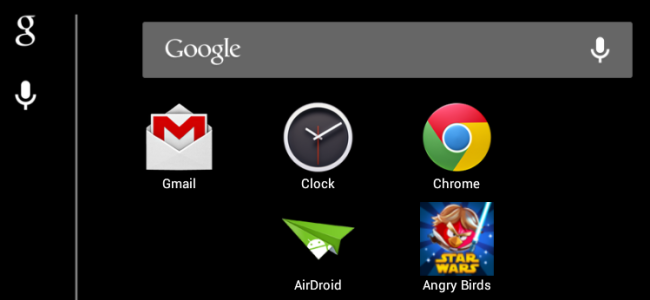 g
Google
Gmail
Clock
Chrome
STAR
WARS
AirDroid
Angry Birds